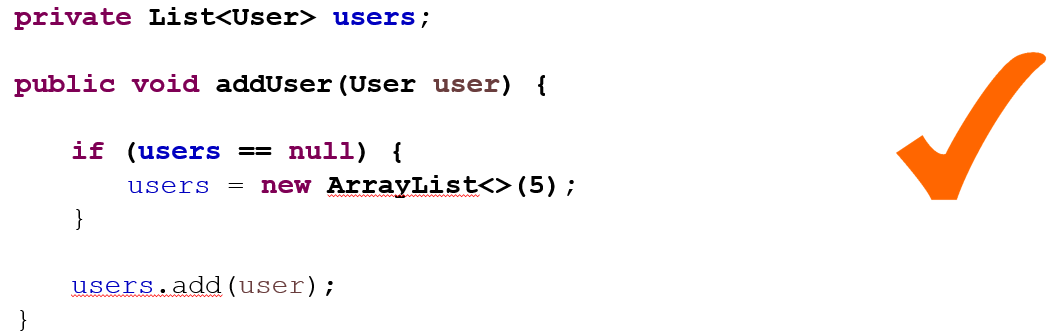 private List<User> users;
public void addUser(User user) {
if (users == null) {
users = new ArrayList<>(5);
}
users.add(user);
}